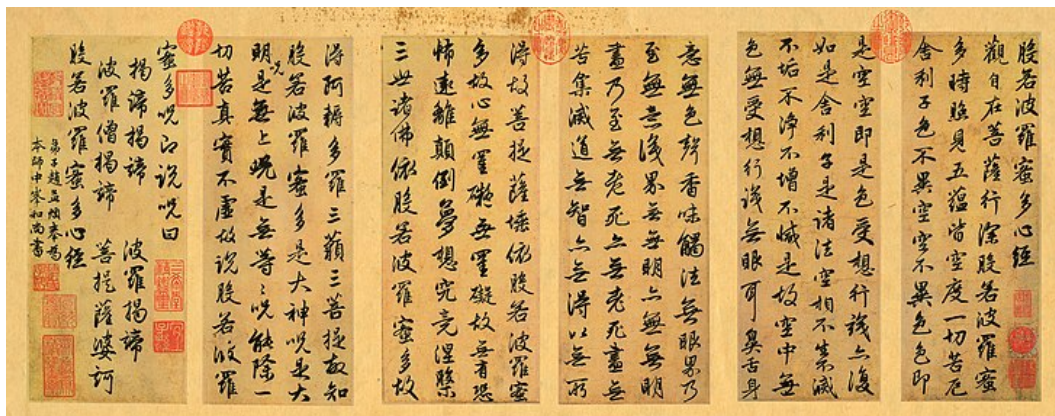 般若波羅蜜多心経
觀自在菩薩行深般若波羅蜜
多時照見五蘊皆空度一切苦厄
舍利子色不異空空不異色色即
是空空即是色受想行識亦復
如是舍利子是諸法空相不生不滅
不垢不淨不增不減是故空中無
色無受想行識無眼耳鼻舌身
意無色聲香味觸法無眼界乃
至無意識界無無明亦無無明
盡乃至無老死亦無老死盡無
苦集滅道無智亦無得以無所
得故菩提薩埵依般若波羅蜜
多故心無罣礙無罣礙故無有恐
怖遠離顛倒夢想究竟涅槃
三世諸佛依般若波羅蜜多故
得阿耨多羅三藐三菩提故知
般若波羅蜜多是大神呪是大
明呪是無上呪是無等々呪能除一
切苦真實不虛故說般若波羅
蜜多呪即說呪曰
揭諦揭諦 波羅揭諦
波羅僧揭諦 菩提薩婆訶
般若波羅蜜多心経
弟子趙孟頫奉為
本師中峯和尚書